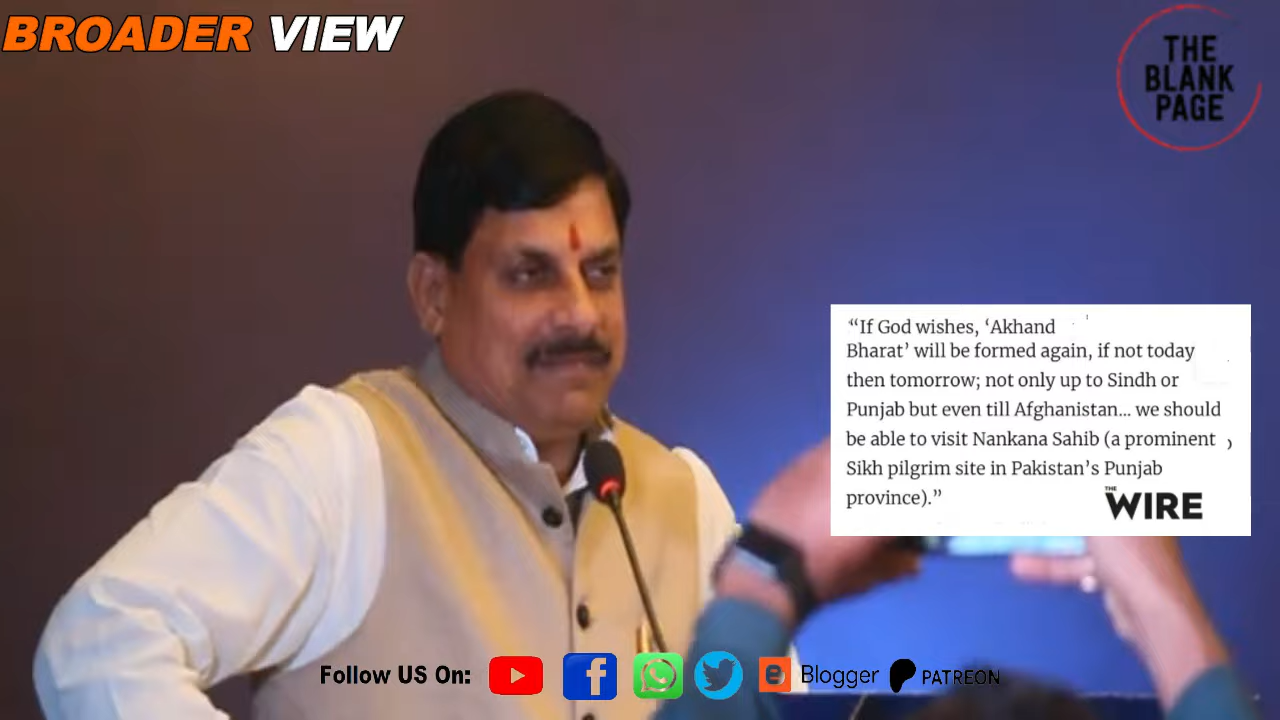 BROADER VIEW
THE
BLANK
PAGE
“If God wishes, ‘Akhand
Bharat’ will be formed again, if not today
then tomorrow; not only up to Sindh or
Punjab but even till Afghanistan... we should
be able to visit Nankana Sahib (a prominent
Sikh pilgrim site in Pakistan’s Punjab
province).”
THE
WIRE
Follow US On:
Blogger
PATREON